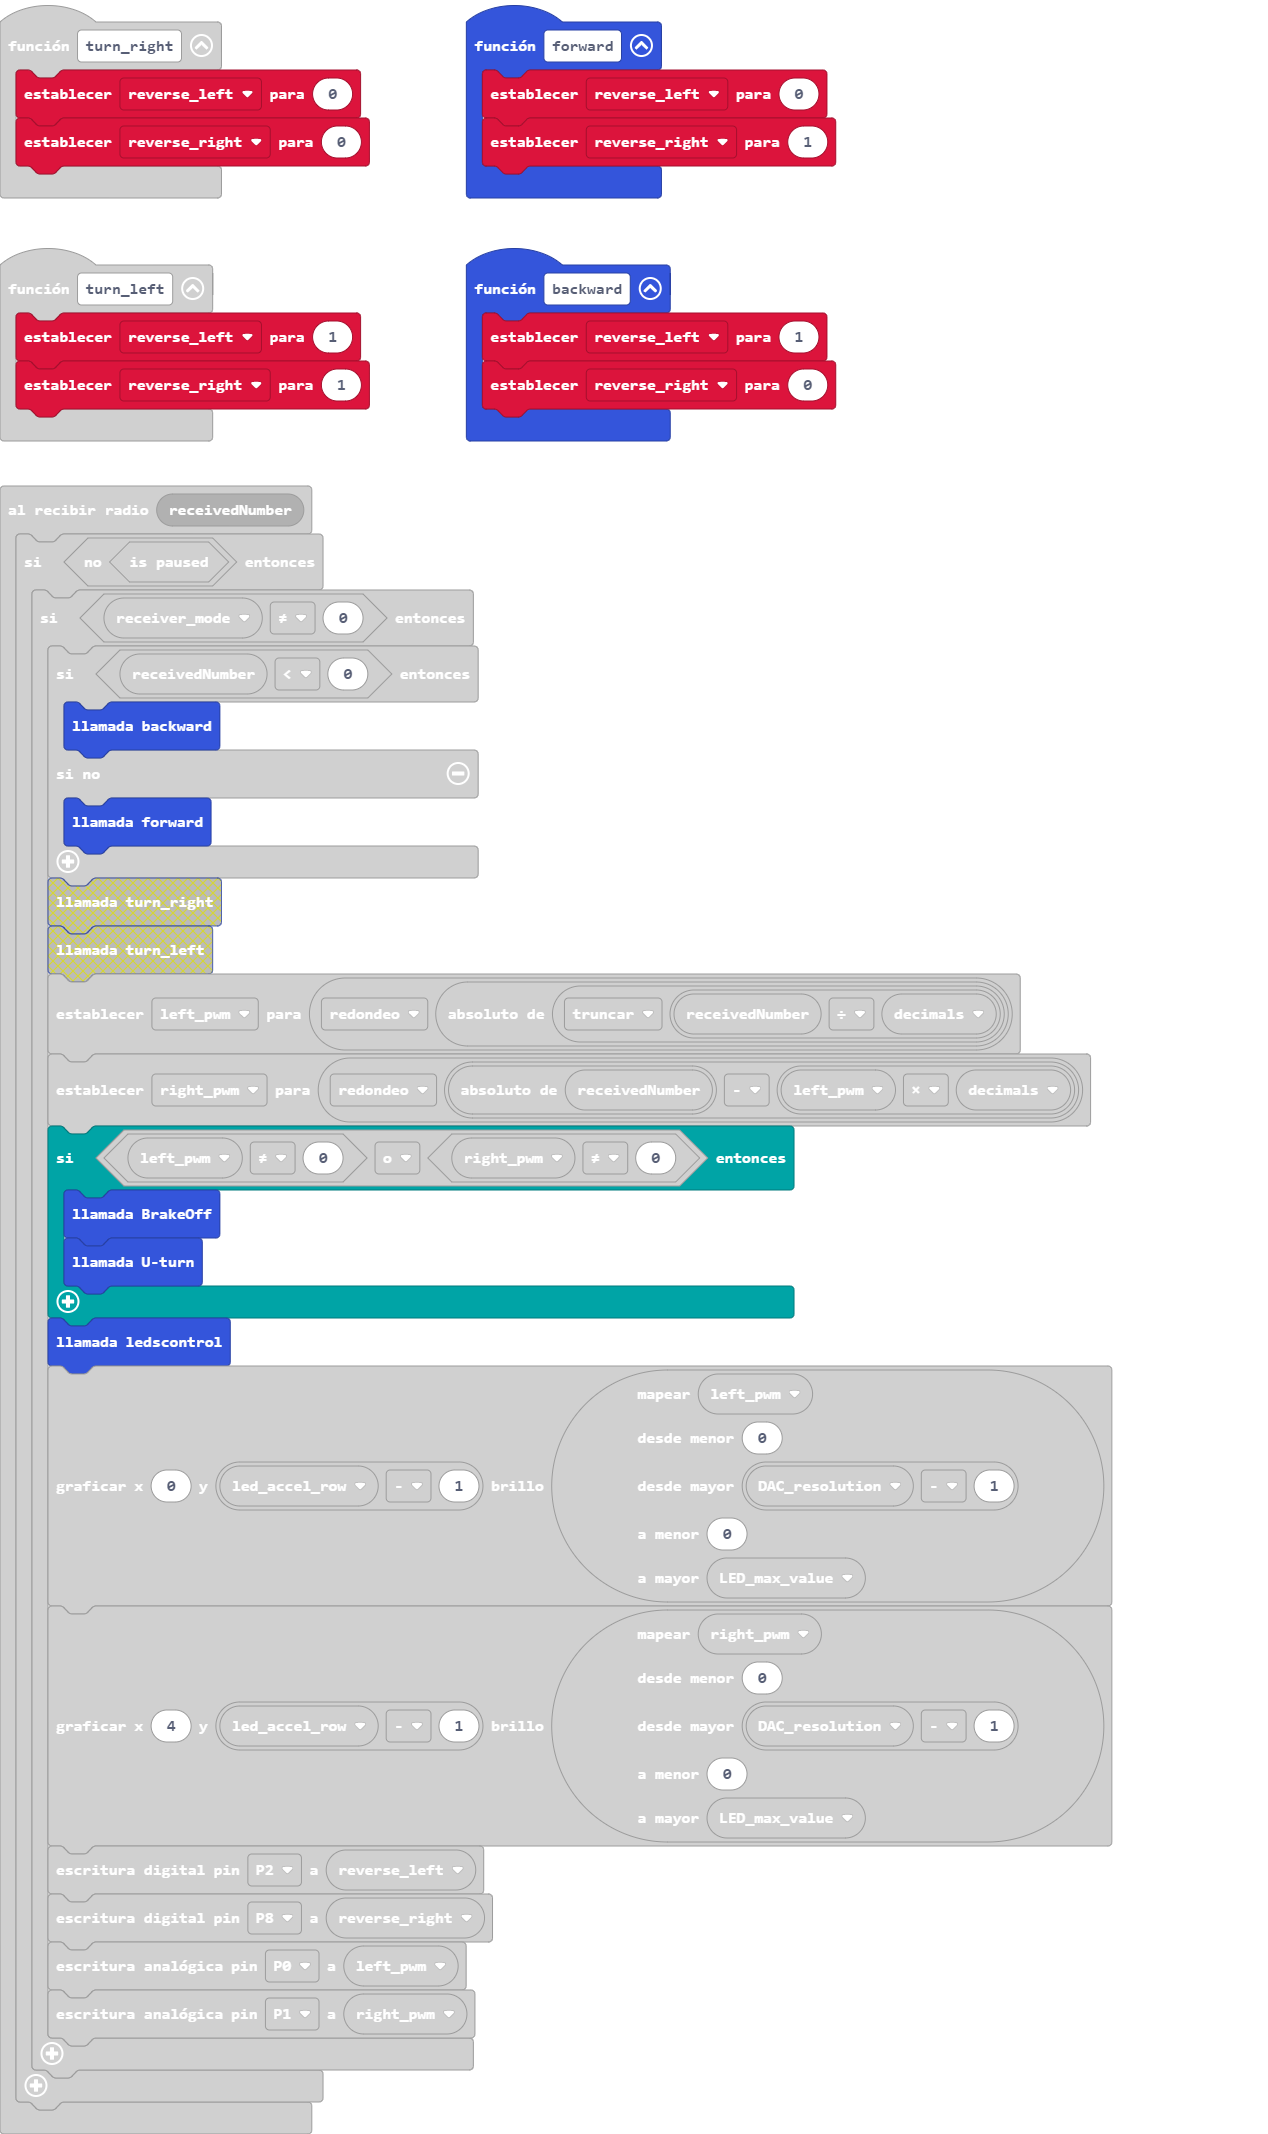 función turn_right
establecer reverse_left para 0
establecer reverse_right para 0
función forward
establecer reverse_left para 0
establecer reverse_right para 1
función turn_left
establecer reverse_left para 1
establecer reverse_right para 1
función backward
establecer reverse_left para 1
establecer reverse_right para 0
al recibir radio receivedNumber
si no is paused entonces
si receiver_mode ≠ 0 entonces
si receivedNumber < 0 entonces
llamada backward
si no
llamada forward
llamada turn_right
llamada turn_left
establecer left_pwm para redondeo absoluto de truncar receivedNumber ÷ decimals
establecer right_pwm para redondeo absoluto de receivedNumber - left_pwm × decimals
si left_pwm ≠ 0 o right_pwm ≠ 0 entonces
llamada BrakeOff
llamada U-turn
llamada ledscontrol
mapear left_pwm
desde menor 0
graficar x 0 y led_accel_row - 1 brillo desde mayor DAC_resolution - 1
a menor 0
a mayor LED_max_value
mapear right_pwm
desde menor 0
graficar x 4 y led_accel_row - 1 brillo desde mayor DAC_resolution - 1
a menor 0
a mayor LED_max_value
escritura digital pin P2 a reverse_left
escritura digital pin P8 a reverse_right
escritura analógica pin P0 a left_pwm
escritura analógica pin P1 a right_pwm